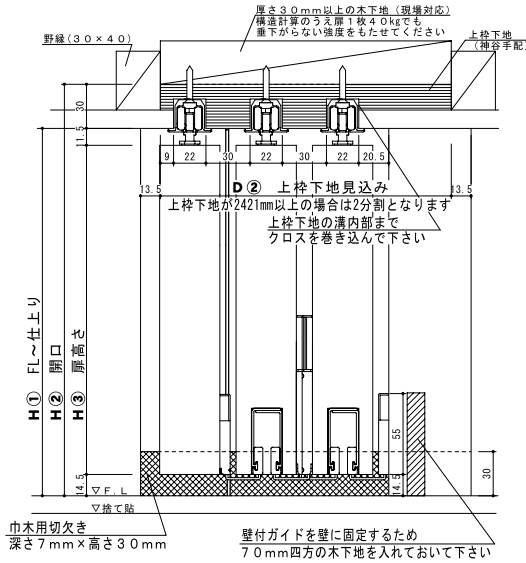 厚さ３０ｍｍ以上の木下地（現場対応）
構造計算のうえ扉１枚４０kgでも
垂下がらない強度をもたせてください
野縁（３０×４０）
上枠下地
（神谷手配）
30
11.5
9 22 30 22 30 22 20.5
13.5 D② 上枠下地見込み 13.5
上枠下地が2421mm以上の場合は2分割となります
上枠下地の溝内部まで
クロスを巻き込んで下さい
H① FL～仕上り
H② 開口
H③ 扉高さ
55
14.5
14.5
30
▽F.L
▽捨て貼
巾木用切欠き
深さ７ｍｍ×高さ３０ｍｍ
壁付ガイドを壁に固定するため
７０ｍｍ四方の木下地を入れておいて下さい